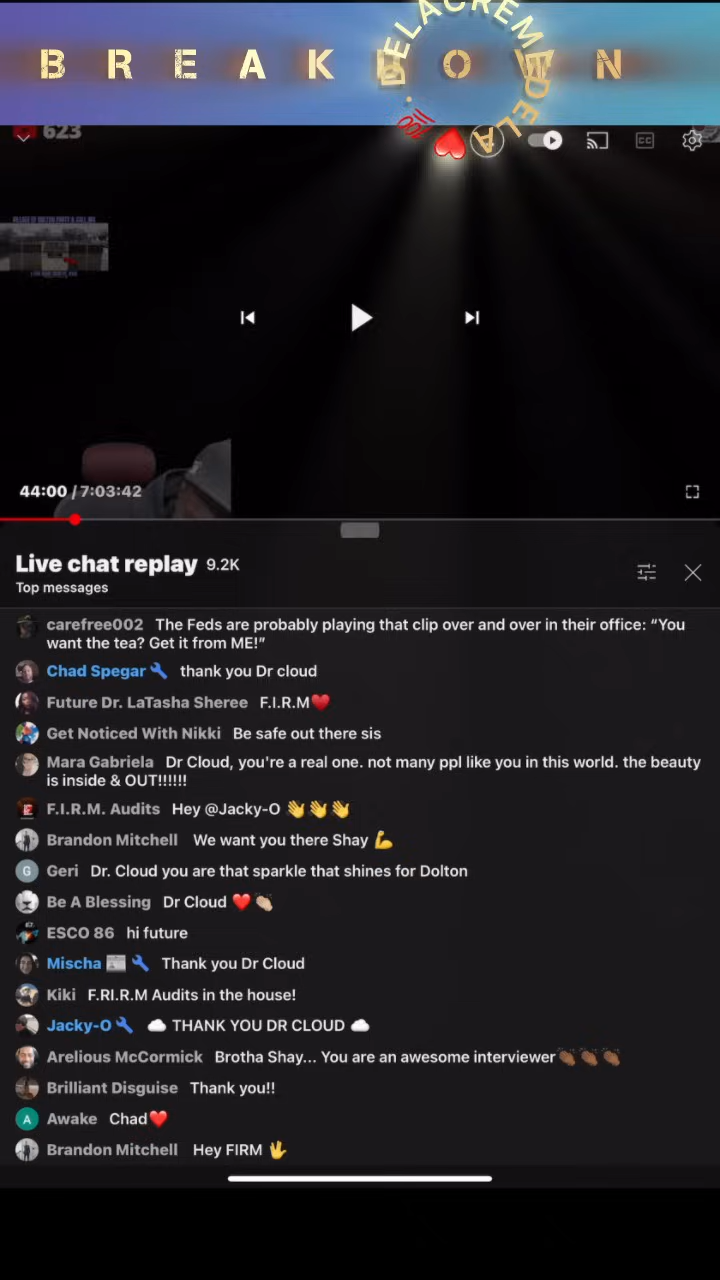 BREAKDOWN
DELACREMEDELA
💯❤️
623
CC
44:00 / 7:03:42
Live chat replay 9.2K
Top messages
carefree002 The Feds are probably playing that clip over and over in their office: “You
want the tea? Get it from ME!”
Chad Spegar 🔧 thank you Dr cloud
Future Dr. LaTasha Sheree F.I.R.M♥️
Get Noticed With Nikki Be safe out there sis
Mara Gabriela Dr Cloud, you're a real one. not many ppl like you in this world. the beauty
is inside & OUT!!!!!!
F.I.R.M. Audits Hey @Jacky-O 👋👋👋
Brandon Mitchell We want you there Shay 💪
G Geri Dr. Cloud you are that sparkle that shines for Dolton
Be A Blessing Dr Cloud ❤️👏🏼
ESCO 86 hi future
Mischa 📰 🔧 Thank you Dr Cloud
Kiki F.RI.R.M Audits in the house!
Jacky-O 🔧 ☁️ THANK YOU DR CLOUD ☁️
Arelious McCormick Brotha Shay... You are an awesome interviewer👏🏾👏🏾👏🏾
Brilliant Disguise Thank you!!
A Awake Chad❤️
Brandon Mitchell Hey FIRM 🖖